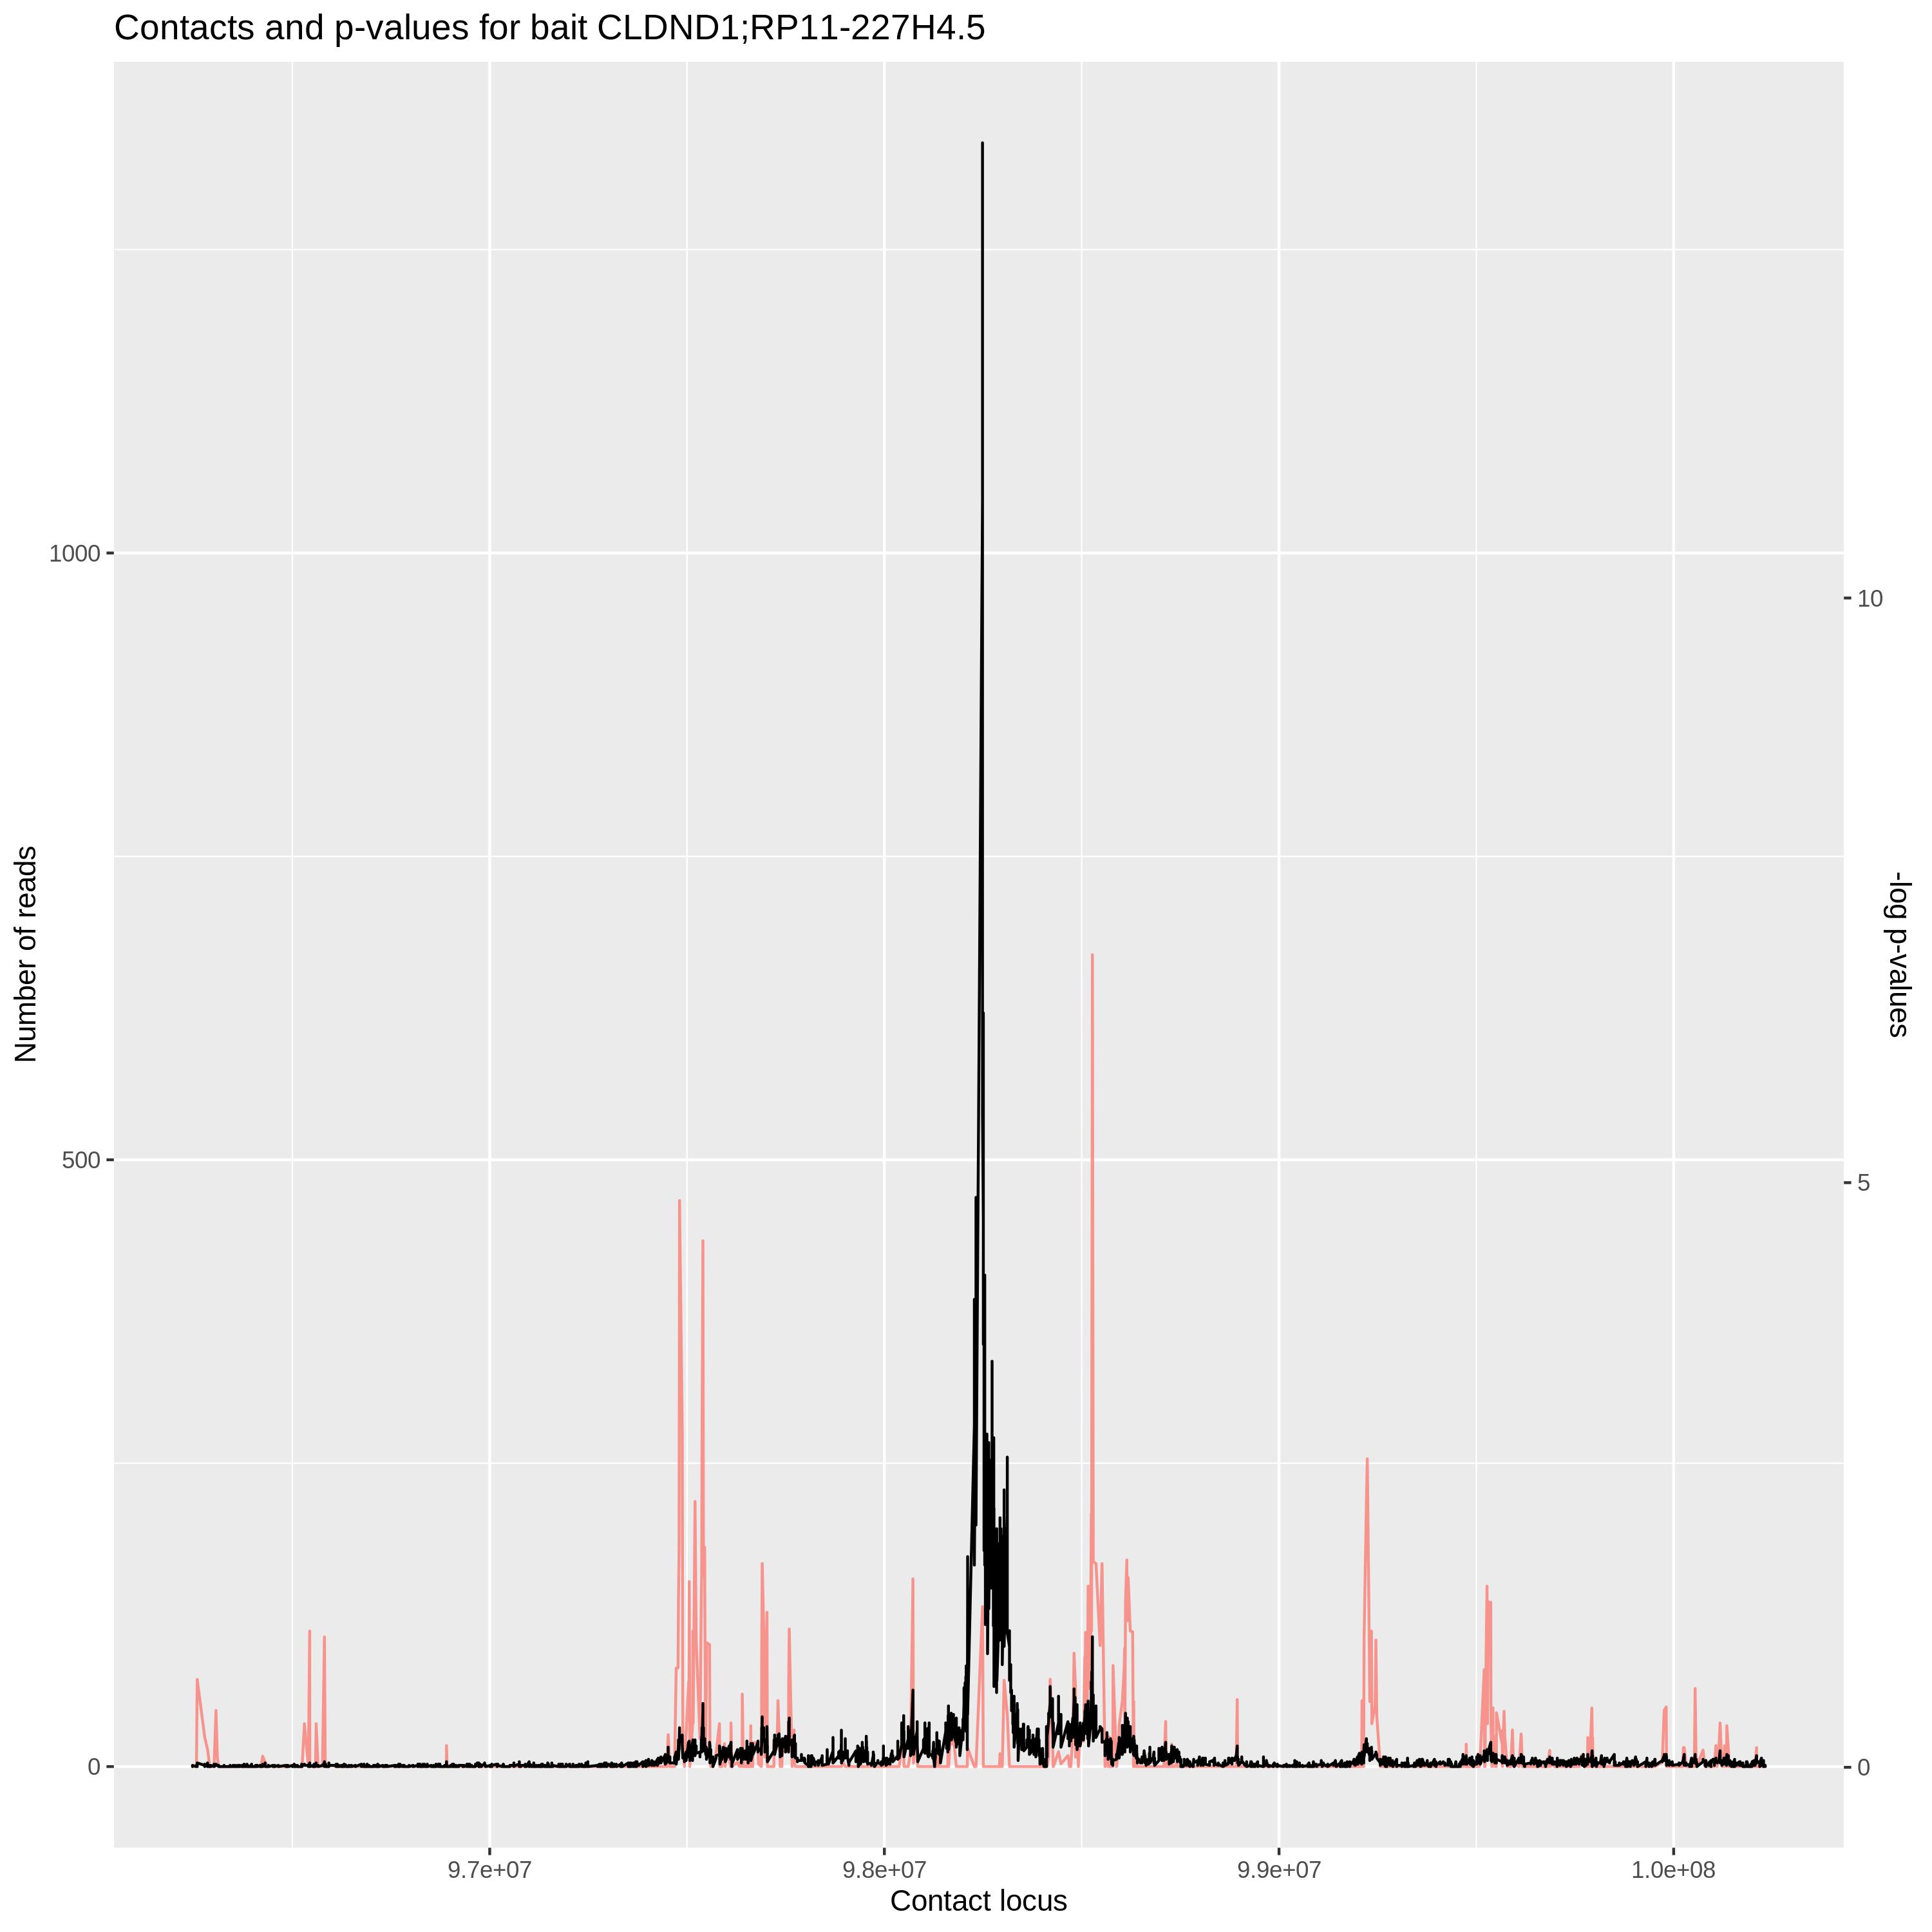 Contacts and p-values for bait CLDND1;RP11-227H4.5
1000
500
0
Number of reads
10
5
0
-log p-values
9.7e+07
9.8e+07
9.9e+07
1.0e+08
Contact locus